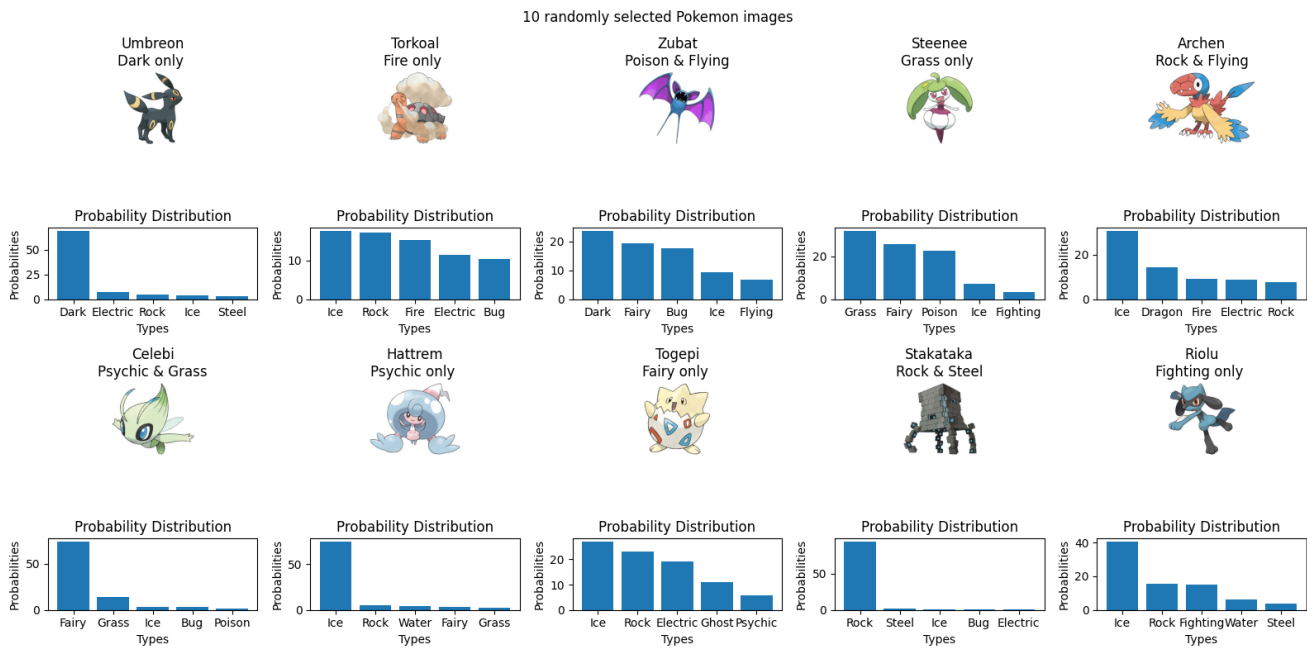 10 randomly selected Pokemon images
Umbreon
Dark only
Torkoal
Fire only
Zubat
Poison & Flying
Steenee
Grass only
Archen
Rock & Flying
Probability Distribution
Probabilities
50
25
0
Dark Electric Rock Ice Steel
Types
Probability Distribution
Probabilities
10
0
Ice Rock Fire Electric Bug
Types
Probability Distribution
Probabilities
20
10
0
Dark Fairy Bug Ice Flying
Types
Probability Distribution
Probabilities
20
0
Grass Fairy Poison Ice Fighting
Types
Probability Distribution
Probabilities
20
0
Ice Dragon Fire Electric Rock
Types
Celebi
Psychic & Grass
Hattrem
Psychic only
Togepi
Fairy only
Stakataka
Rock & Steel
Riolu
Fighting only
Probability Distribution
Probabilities
50
0
Fairy Grass Ice Bug Poison
Types
Probability Distribution
Probabilities
50
0
Ice Rock Water Fairy Grass
Types
Probability Distribution
Probabilities
20
10
0
Ice Rock Electric Ghost Psychic
Types
Probability Distribution
Probabilities
50
0
Rock Steel Ice Bug Electric
Types
Probability Distribution
Probabilities
40
20
0
Ice Rock Fighting Water Steel
Types